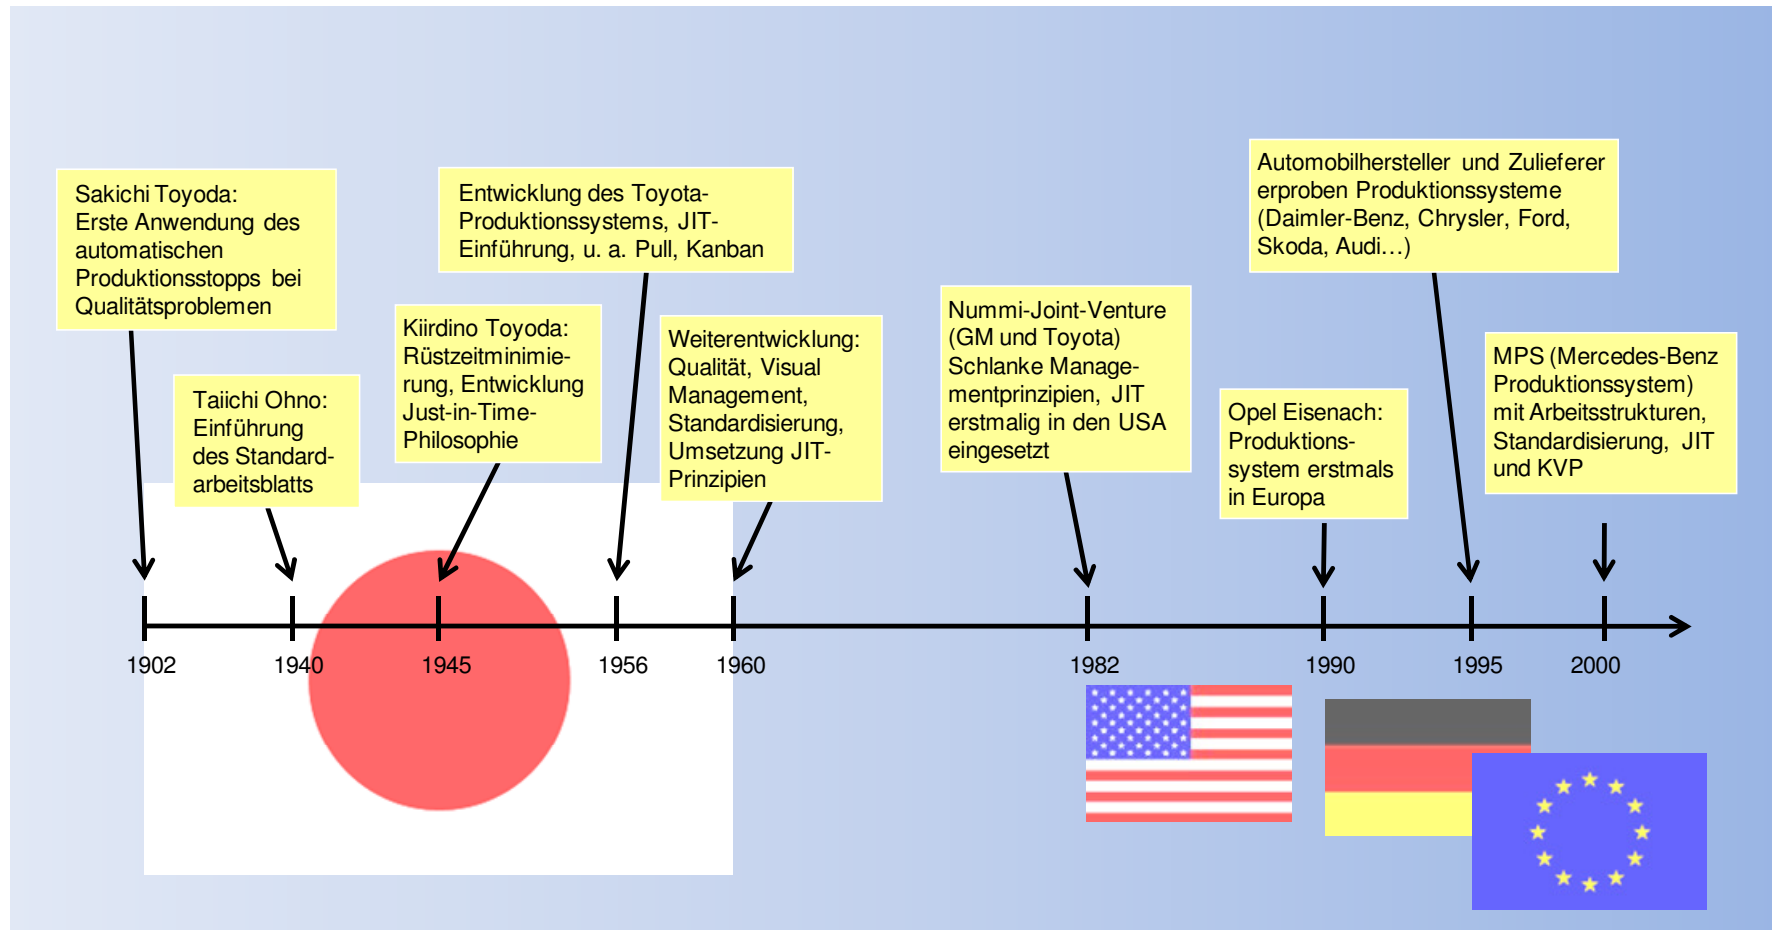 Sakichi Toyoda:
Erste Anwendung des
automatischen
Produktionsstopps bei
Qualitätsproblemen
Taiichi Ohno:
Einführung
des Standard-
arbeitsblatts
Kiirdino Toyoda:
Rüstzeitminimie-
rung, Entwicklung
Just-in-Time-
Philosophie
Entwicklung des Toyota-
Produktionssystems, JIT-
Einführung, u. a. Pull, Kanban
Weiterentwicklung:
Qualität, Visual
Management,
Standardisierung,
Umsetzung JIT-
Prinzipien
Nummi-Joint-Venture
(GM und Toyota)
Schlanke Manage-
mentprinzipien, JIT
erstmalig in den USA
eingesetzt
Opel Eisenach:
Produktions-
system erstmals
in Europa
Automobilhersteller und Zulieferer
erproben Produktionssysteme
(Daimler-Benz, Chrysler, Ford,
Skoda, Audi…)
MPS (Mercedes-Benz
Produktionssystem)
mit Arbeitsstrukturen,
Standardisierung, JIT
und KVP
1902
1940
1945
1956
1960
1982
1990
1995
2000